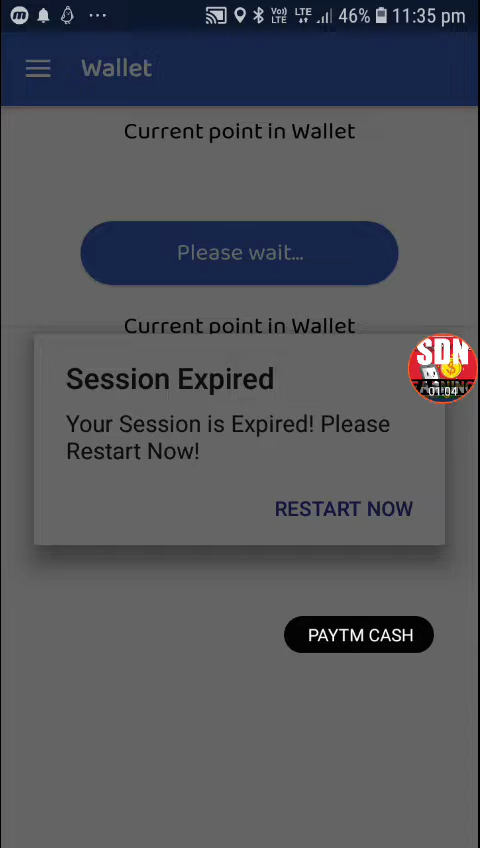 46% 11:35 pm
Wallet
Current point in Wallet
Please wait...
Current point in Wallet
SDN
EARNING
01:04
Session Expired
Your Session is Expired! Please
Restart Now!
RESTART NOW
PAYTM CASH